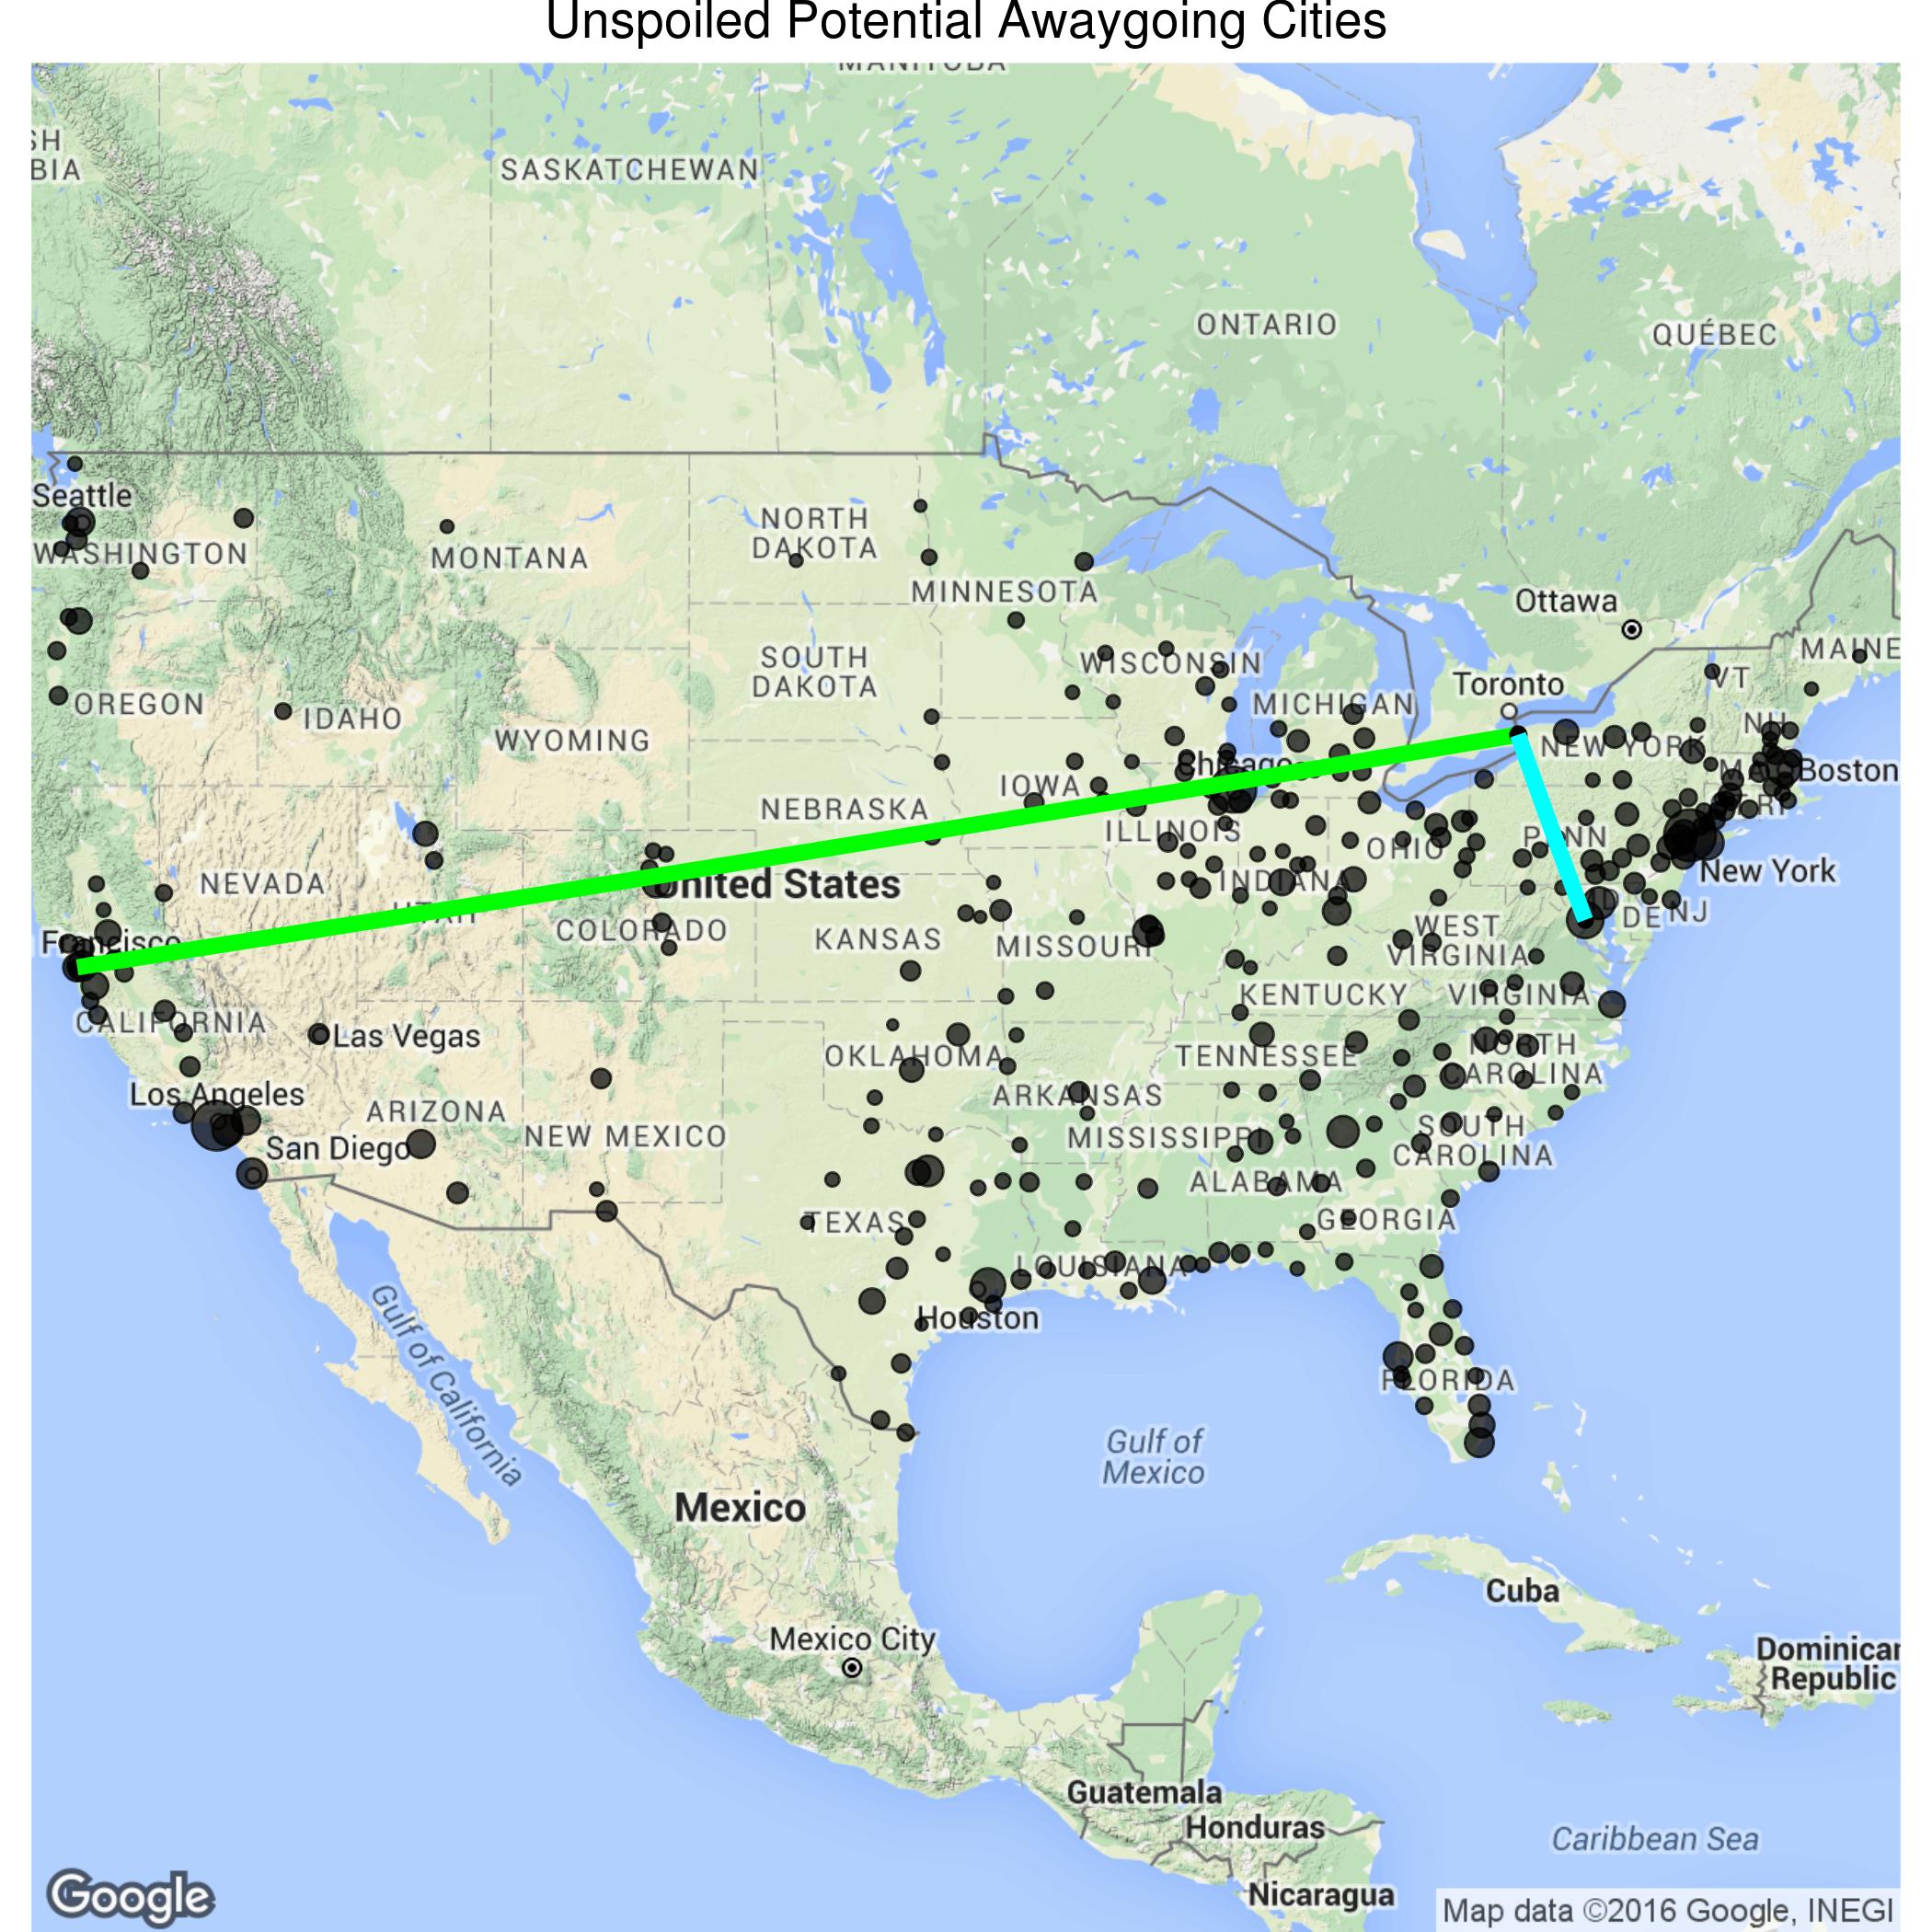 Unspoiled Potential Awaygoing Cities
MANITOBA
SH
BIA
SASKATCHEWAN
ONTARIO
QUÉBEC
Seattle
WASHINGTON
MONTANA
NORTH
DAKOTA
MINNESOTA
Ottawa
OREGON
IDAHO
WYOMING
SOUTH
DAKOTA
WISCONSIN
MICHIGAN
Toronto
VT
MAINE
NH
NEW YORK
NEBRASKA
IOWA
Chicago
Boston
NEVADA
UTAH
United States
ILLINOIS
INDIANA
OHIO
PENN
RI
New York
Francisco
COLORADO
KANSAS
MISSOURI
WEST
VIRGINIA
DE
NJ
CALIFORNIA
Las Vegas
KENTUCKY
VIRGINIA
Los Angeles
ARIZONA
NEW MEXICO
OKLAHOMA
ARKANSAS
TENNESSEE
NORTH
CAROLINA
San Diego
MISSISSIPPI
SOUTH
CAROLINA
ALABAMA
TEXAS
GEORGIA
LOUISIANA
Houston
FLORIDA
Gulf of California
Gulf of
Mexico
Mexico
Cuba
Mexico City
Dominican
Republic
Guatemala
Honduras
Caribbean Sea
Nicaragua
Google
Map data ©2016 Google, INEGI